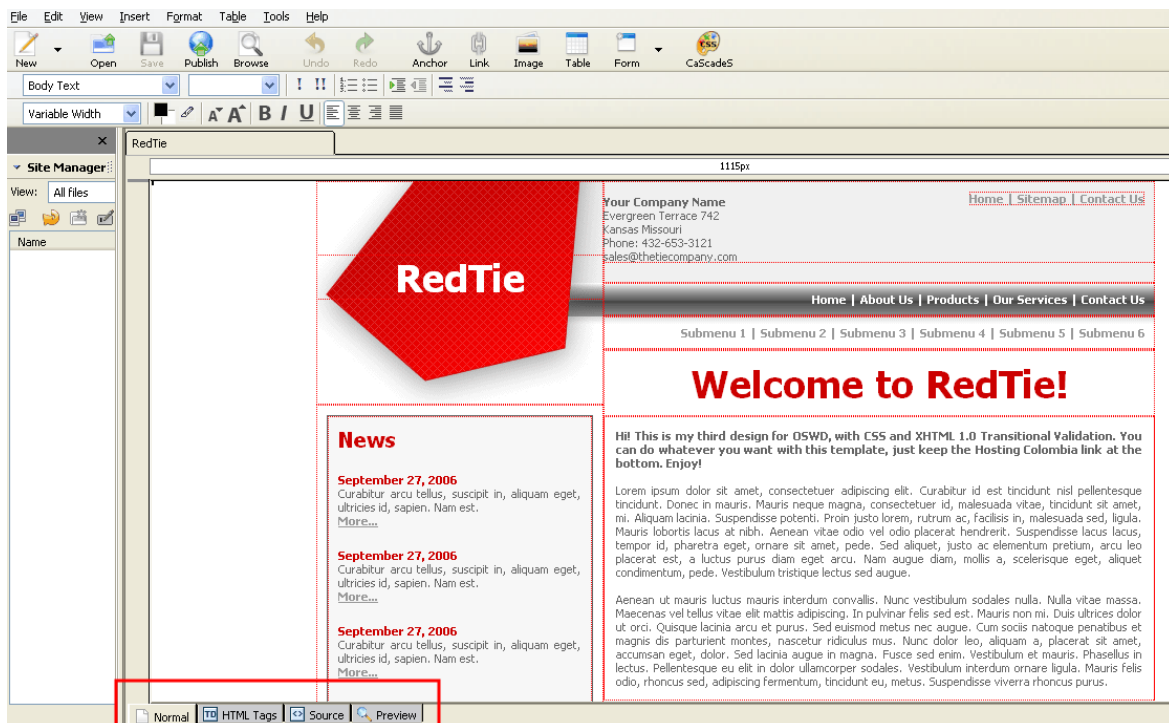 File Edit View Insert Format Table Tools Help
New Open Save Publish Browse Undo Redo Anchor Link Image Table Form CaScadeS
CSS
Body Text
! !!
Variable Width
A A B I U
RedTie
Site Manager
1115px
View: All files
Name
RedTie
Your Company Name
Evergreen Terrace 742
Kansas Missouri
Phone: 432-653-3121
sales@thetiecompany.com
Home | Sitemap | Contact Us
Home | About Us | Products | Our Services | Contact Us
Submenu 1 | Submenu 2 | Submenu 3 | Submenu 4 | Submenu 5 | Submenu 6
Welcome to RedTie!
News
September 27, 2006
Curabitur arcu tellus, suscipit in, aliquam eget,
ultricies id, sapien. Nam est.
More...
September 27, 2006
Curabitur arcu tellus, suscipit in, aliquam eget,
ultricies id, sapien. Nam est.
More...
September 27, 2006
Curabitur arcu tellus, suscipit in, aliquam eget,
ultricies id, sapien. Nam est.
More...
Hi! This is my third design for OSWD, with CSS and XHTML 1.0 Transitional Validation. You
can do whatever you want with this template, just keep the Hosting Colombia link at the
bottom. Enjoy!
Lorem ipsum dolor sit amet, consectetuer adipiscing elit. Curabitur id est tincidunt nisl pellentesque
tincidunt. Donec in mauris. Mauris neque magna, consectetuer id, malesuada vitae, tincidunt sit amet,
mi. Aliquam lacinia. Suspendisse potenti. Proin justo lorem, rutrum ac, facilisis in, malesuada sed, ligula.
Mauris lobortis lacus at nibh. Aenean vitae odio vel odio placerat hendrerit. Suspendisse lacus lacus,
tempor id, pharetra eget, ornare sit amet, pede. Sed aliquet, justo ac elementum pretium, arcu leo
placerat est, a luctus purus diam eget arcu. Nam augue diam, mollis a, scelerisque eget, aliquet
condimentum, pede. Vestibulum tristique lectus sed augue.
Aenean ut mauris luctus mauris interdum convallis. Nunc vestibulum sodales nulla. Nulla vitae massa.
Maecenas vel tellus vitae elit mattis adipiscing. In pulvinar felis sed est. Mauris non mi. Duis ultrices dolor
ut orci. Quisque lacinia arcu et purus. Sed euismod metus nec augue. Cum sociis natoque penatibus et
magnis dis parturient montes, nascetur ridiculus mus. Nunc dolor leo, aliquam a, placerat sit amet,
accumsan eget, dolor. Sed lacinia augue in magna. Fusce sed enim. Vestibulum et mauris. Phasellus in
lectus. Pellentesque eu elit in dolor ullamcorper sodales. Vestibulum interdum ornare ligula. Mauris felis
odio, rhoncus sed, adipiscing fermentum, tincidunt eu, metus. Suspendisse viverra rhoncus purus.
Normal TD HTML Tags Source Preview